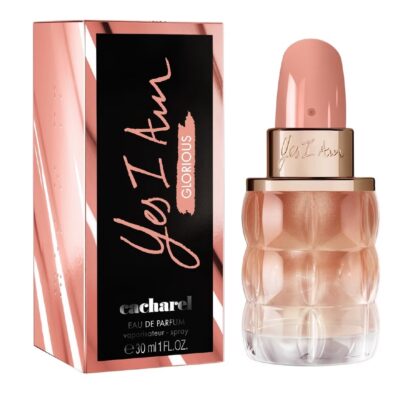 Yes I Am
GLORIOUS
cacharel
EAU DE PARFUM
vaporisateur - spray
℮ 30 ml 1 FL.OZ.
Yes I Am